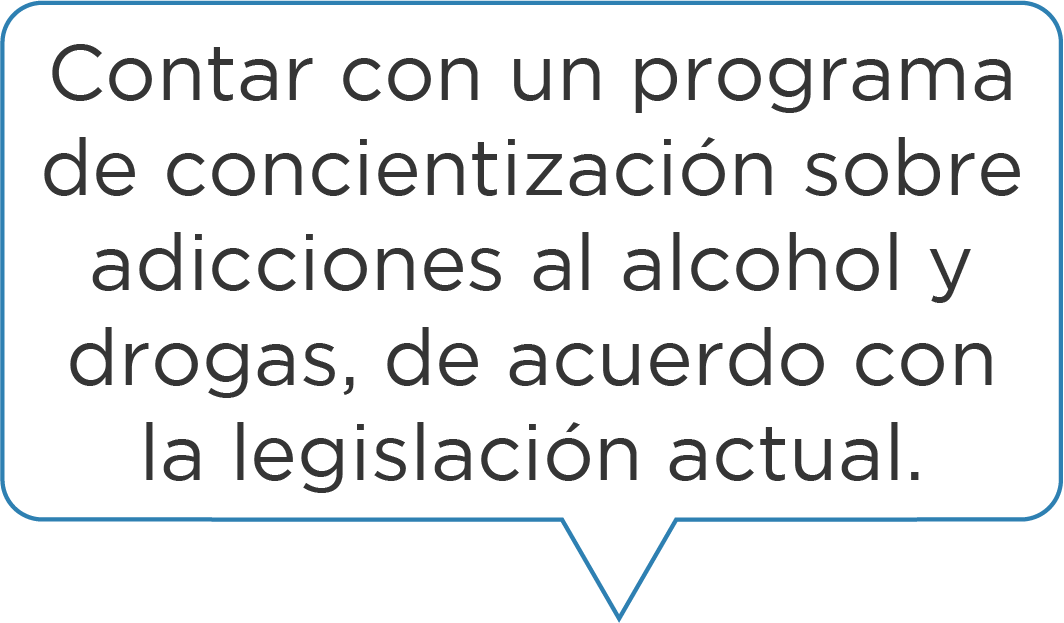 Contar con un programa
de concientización sobre
adicciones al alcohol y
drogas, de acuerdo con
la legislación actual.